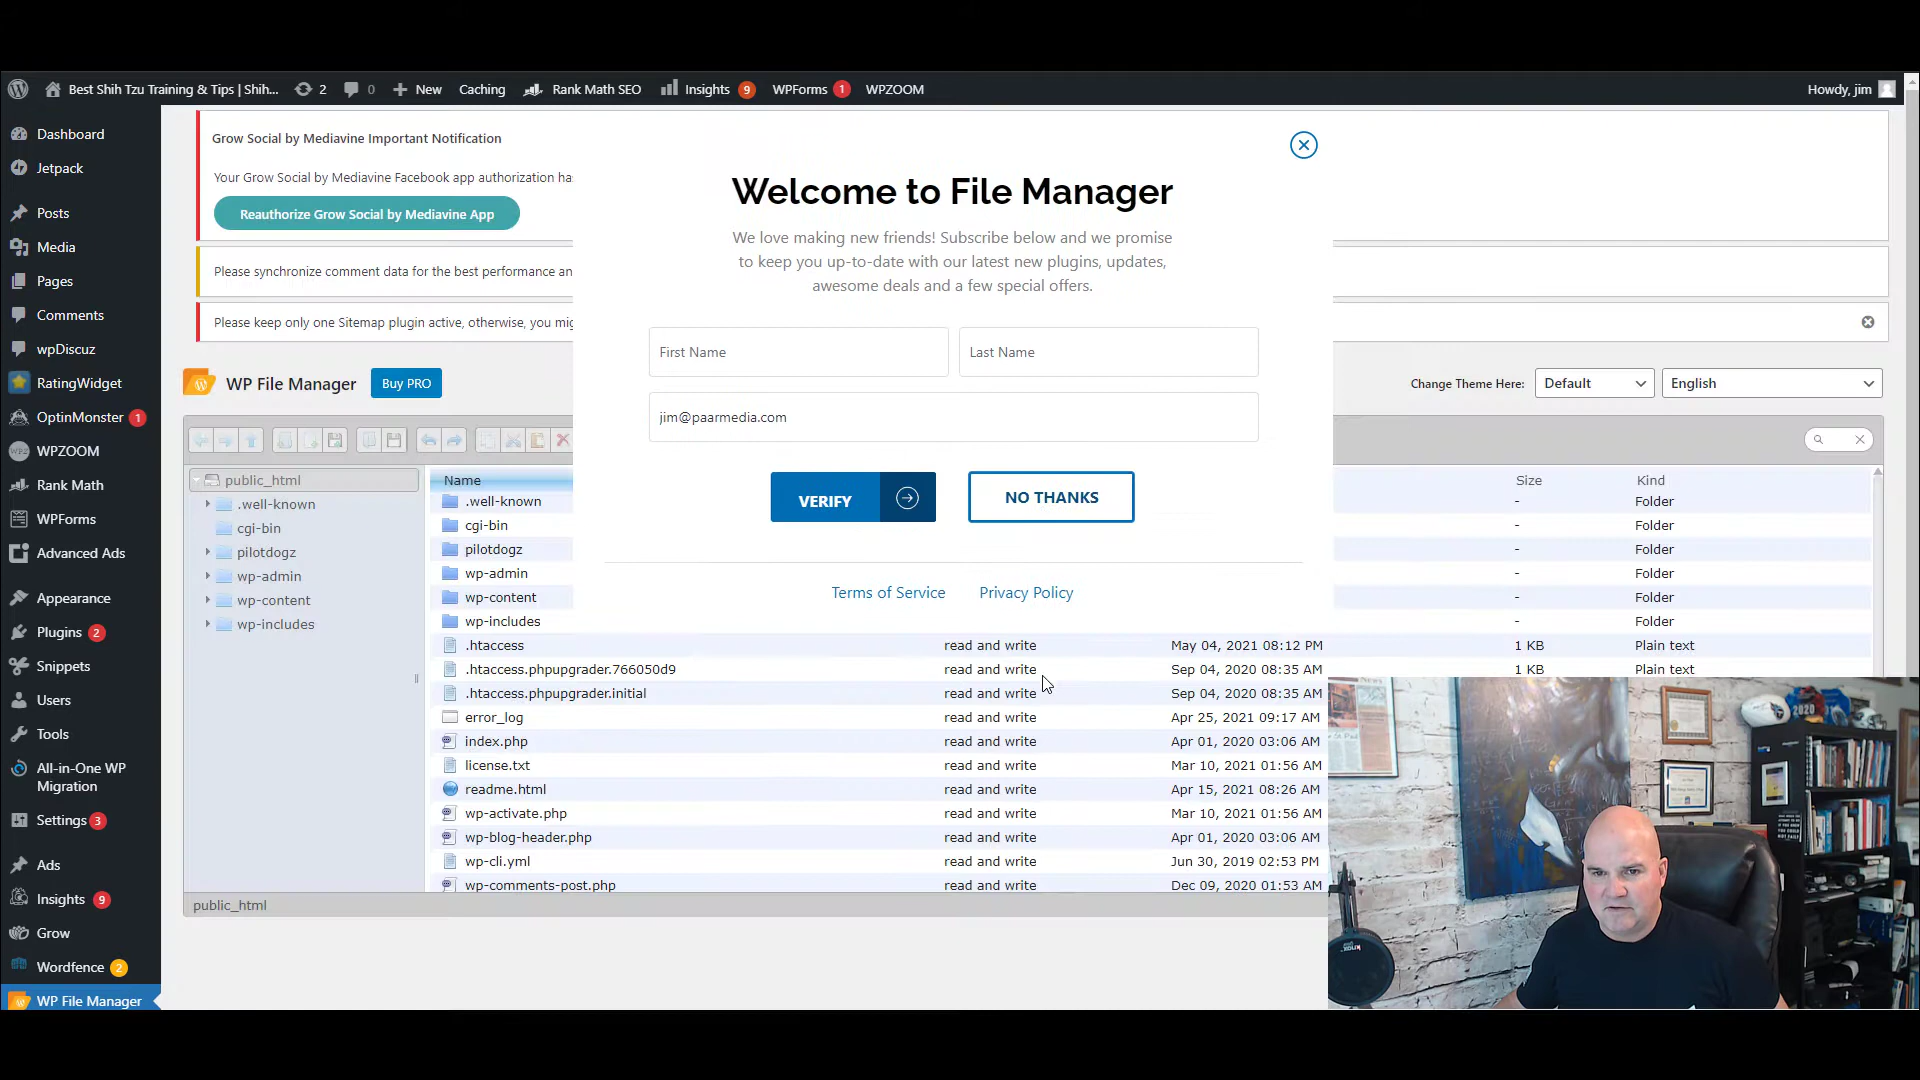 Best Shih Tzu Training & Tips | Shih... 2 0 New Caching Rank Math SEO Insights 9 WPForms 1 WPZOOM Howdy, jim
Dashboard
Jetpack
Posts
Media
Pages
Comments
wpDiscuz
RatingWidget
OptinMonster 1
WPZOOM
Rank Math
WPForms
Advanced Ads
Appearance
Plugins 2
Snippets
Users
Tools
All-in-One WP
Migration
Settings 3
Ads
Insights 9
Grow
Wordfence 2
WP File Manager
Grow Social by Mediavine Important Notification
Your Grow Social by Mediavine Facebook app authorization has
Reauthorize Grow Social by Mediavine App
Please synchronize comment data for the best performance an
Please keep only one Sitemap plugin active, otherwise, you mig
Welcome to File Manager
We love making new friends! Subscribe below and we promise
to keep you up-to-date with our latest new plugins, updates,
awesome deals and a few special offers.
First Name Last Name
jim@paarmedia.com
VERIFY NO THANKS
Terms of Service Privacy Policy
WP File Manager Buy PRO
Change Theme Here: Default English
public_html
.well-known
cgi-bin
pilotdogz
wp-admin
wp-content
wp-includes
Name Size Kind
.well-known - Folder
cgi-bin - Folder
pilotdogz - Folder
wp-admin - Folder
wp-content - Folder
wp-includes - Folder
.htaccess read and write May 04, 2021 08:12 PM 1 KB Plain text
.htaccess.phpupgrader.766050d9 read and write Sep 04, 2020 08:35 AM 1 KB Plain text
.htaccess.phpupgrader.initial read and write Sep 04, 2020 08:35 AM
error_log read and write Apr 25, 2021 09:17 AM
index.php read and write Apr 01, 2020 03:06 AM
license.txt read and write Mar 10, 2021 01:56 AM
readme.html read and write Apr 15, 2021 08:26 AM
wp-activate.php read and write Mar 10, 2021 01:56 AM
wp-blog-header.php read and write Apr 01, 2020 03:06 AM
wp-cli.yml read and write Jun 30, 2019 02:53 PM
wp-comments-post.php read and write Dec 09, 2020 01:53 AM
public_html
2020